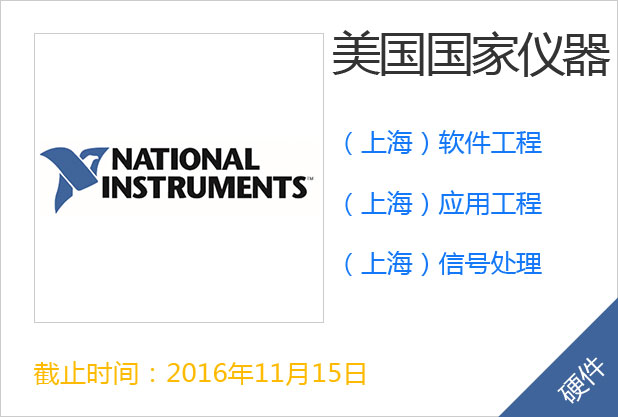 美国国家仪器
NATIONAL
INSTRUMENTS™
（上海）软件工程
（上海）应用工程
（上海）信号处理
截止时间：2016年11月15日
硬件